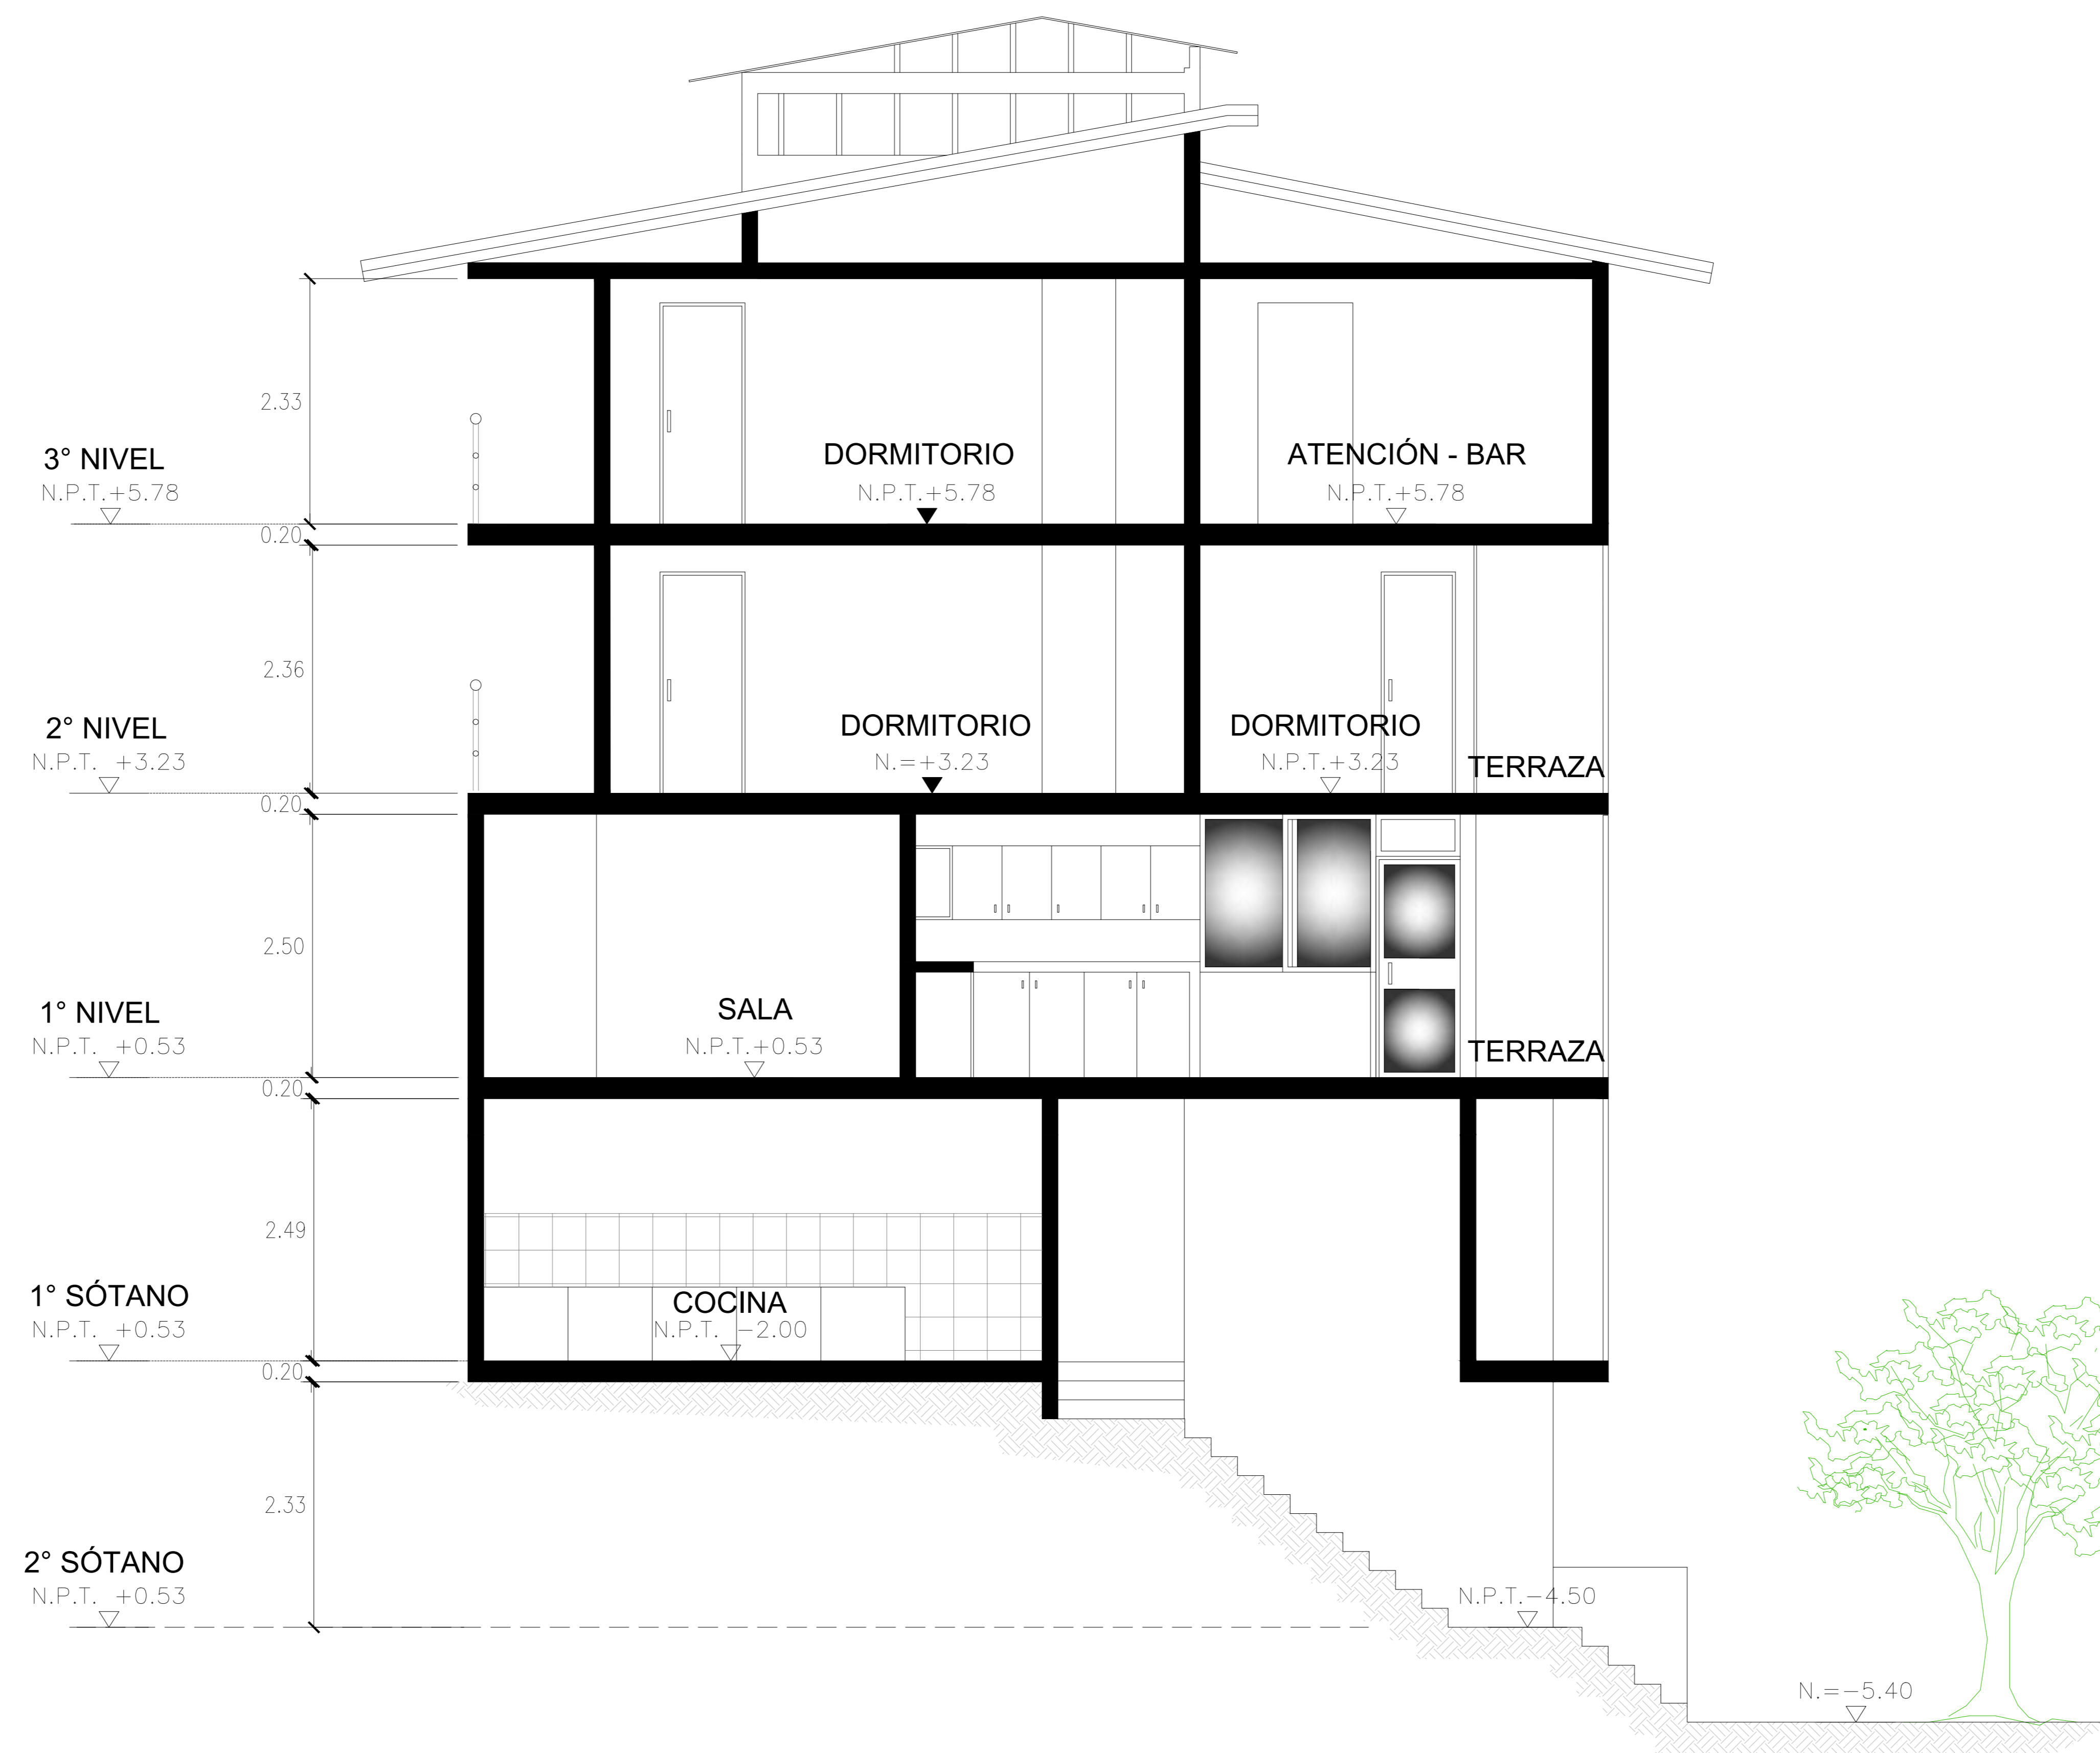 2.33
3° NIVEL
N.P.T.+5.78
DORMITORIO
N.P.T.+5.78
ATENCIÓN - BAR
N.P.T.+5.78
0.20
2.36
2° NIVEL
N.P.T. +3.23
DORMITORIO
N.=+3.23
DORMITORIO
N.P.T.+3.23
TERRAZA
0.20
2.50
1° NIVEL
N.P.T. +0.53
SALA
N.P.T.+0.53
TERRAZA
0.20
2.49
1° SÓTANO
N.P.T. +0.53
COCINA
N.P.T. -2.00
0.20
2.33
2° SÓTANO
N.P.T. +0.53
N.P.T.-4.50
N.=-5.40